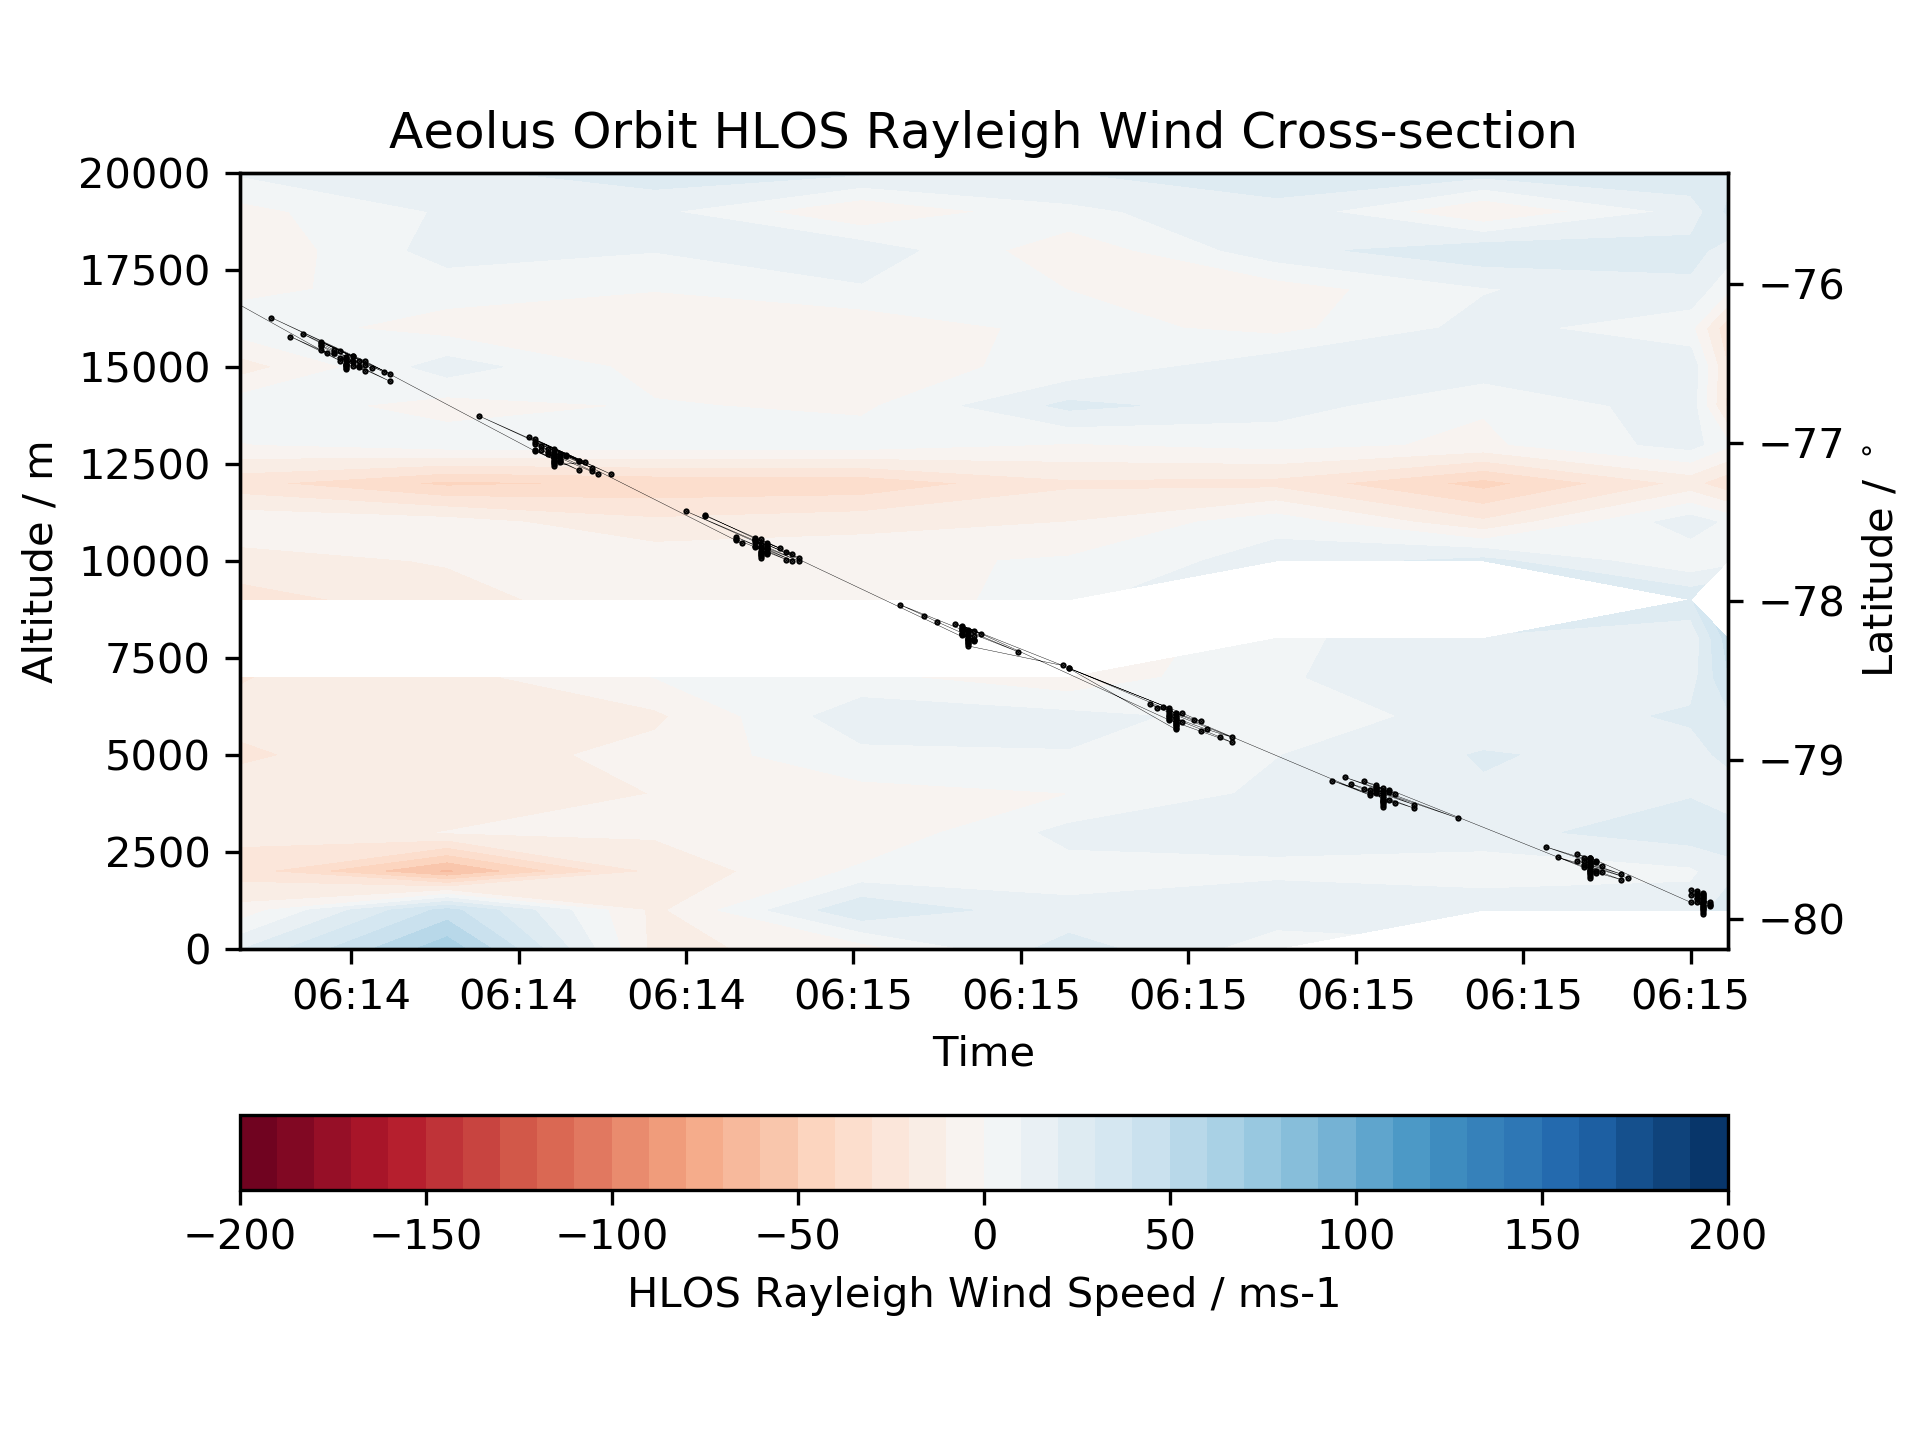 Aeolus Orbit HLOS Rayleigh Wind Cross-section
20000
17500
15000
12500
10000
7500
5000
2500
0
Altitude / m
−76
−77
−78
−79
−80
Latitude / °
06:14 06:14 06:14 06:15 06:15 06:15 06:15 06:15 06:15
Time
−200 −150 −100 −50 0 50 100 150 200
HLOS Rayleigh Wind Speed / ms-1